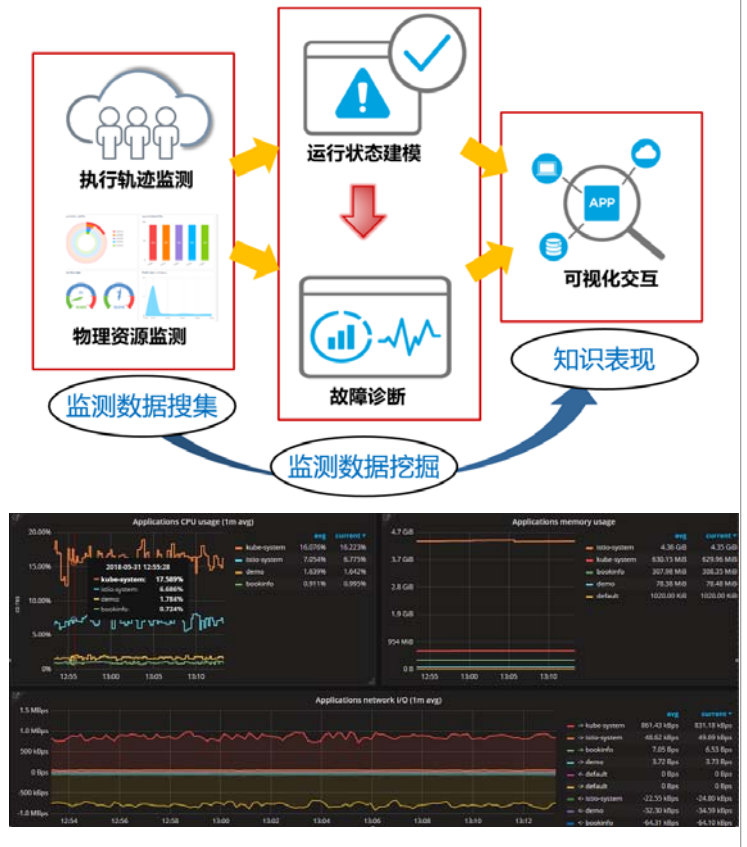 执行轨迹监测
物理资源监测
运行状态建模
故障诊断
APP
可视化交互
监测数据搜集
监测数据挖掘
知识表现
Applications CPU usage (1m avg)
20.00%
15.00%
10.00%
5.00%
0%
12:55 13:00 13:05 13:10
2018-05-31 12:55:28
kube-system: 17.589%
istio-system: 6.686%
demo: 1.784%
bookinfo: 0.724%
avg current
kube-system 16.076% 16.223%
istio-system 7.054% 6.775%
demo 1.639% 1.642%
bookinfo 0.911% 0.995%
Applications memory usage
4.7 GiB
3.7 GiB
2.8 GiB
1.9 GiB
954 MiB
0 B
12:55 13:00 13:05 13:10
avg current
istio-system 4.36 GiB 4.35 GiB
kube-system 630.15 MiB 629.96 MiB
bookinfo 307.98 MiB 308.35 MiB
demo 78.38 MiB 76.48 MiB
default 1020.00 KiB 1020.00 KiB
Applications network I/O (1m avg)
1.5 MBps
1.0 MBps
500 kBps
0 Bps
-500 kBps
-1.0 MBps
12:54 12:56 12:58 13:00 13:02 13:04 13:06 13:08 13:10 13:12
avg current
-> kube-system 861.43 kBps 831.18 kBps
-> istio-system 48.62 kBps 49.69 kBps
-> bookinfo 7.05 Bps 6.53 Bps
-> demo 3.72 Bps 3.73 Bps
<- default 0 Bps 0 Bps
-> default 0 Bps 0 Bps
<- istio-system -22.55 kBps -24.80 kBps
<- demo -32.30 kBps -34.59 kBps
<- bookinfo -64.31 kBps -64.10 kBps